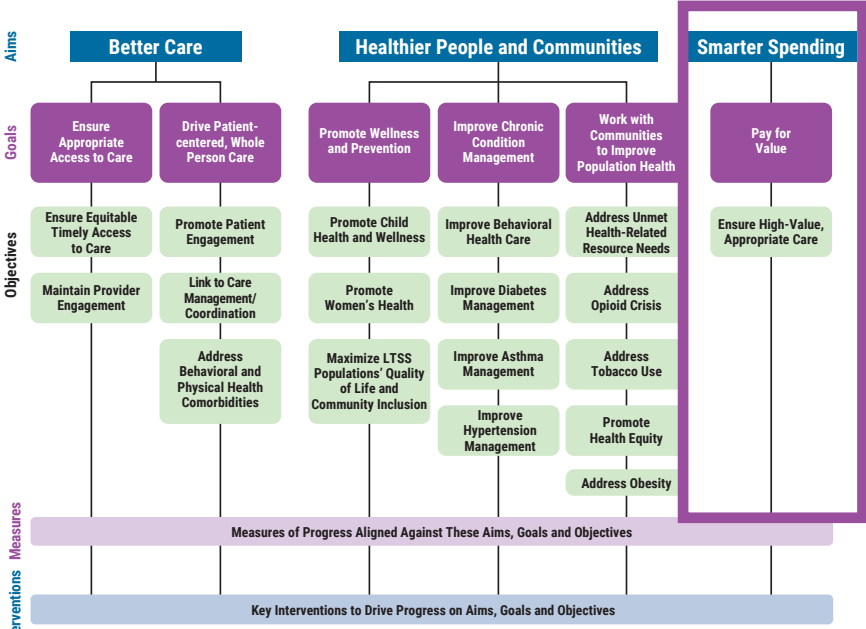 Aims
Better Care
Healthier People and Communities
Smarter Spending
Goals
Ensure
Appropriate
Access to Care
Drive Patient-
centered, Whole
Person Care
Promote Wellness
and Prevention
Improve Chronic
Condition
Management
Work with
Communities
to Improve
Population Health
Pay for
Value
Objectives
Ensure Equitable
Timely Access
to Care
Maintain Provider
Engagement
Promote Patient
Engagement
Link to Care
Management/
Coordination
Address
Behavioral and
Physical Health
Comorbidities
Promote Child
Health and Wellness
Promote
Women's Health
Maximize LTSS
Populations' Quality
of Life and
Community Inclusion
Improve Behavioral
Health Care
Improve Diabetes
Management
Improve Asthma
Management
Improve
Hypertension
Management
Address Unmet
Health-Related
Resource Needs
Address
Opioid Crisis
Address
Tobacco Use
Promote
Health Equity
Address Obesity
Ensure High-Value,
Appropriate Care
Measures
Measures of Progress Aligned Against These Aims, Goals and Objectives
erventions
Key Interventions to Drive Progress on Aims, Goals and Objectives